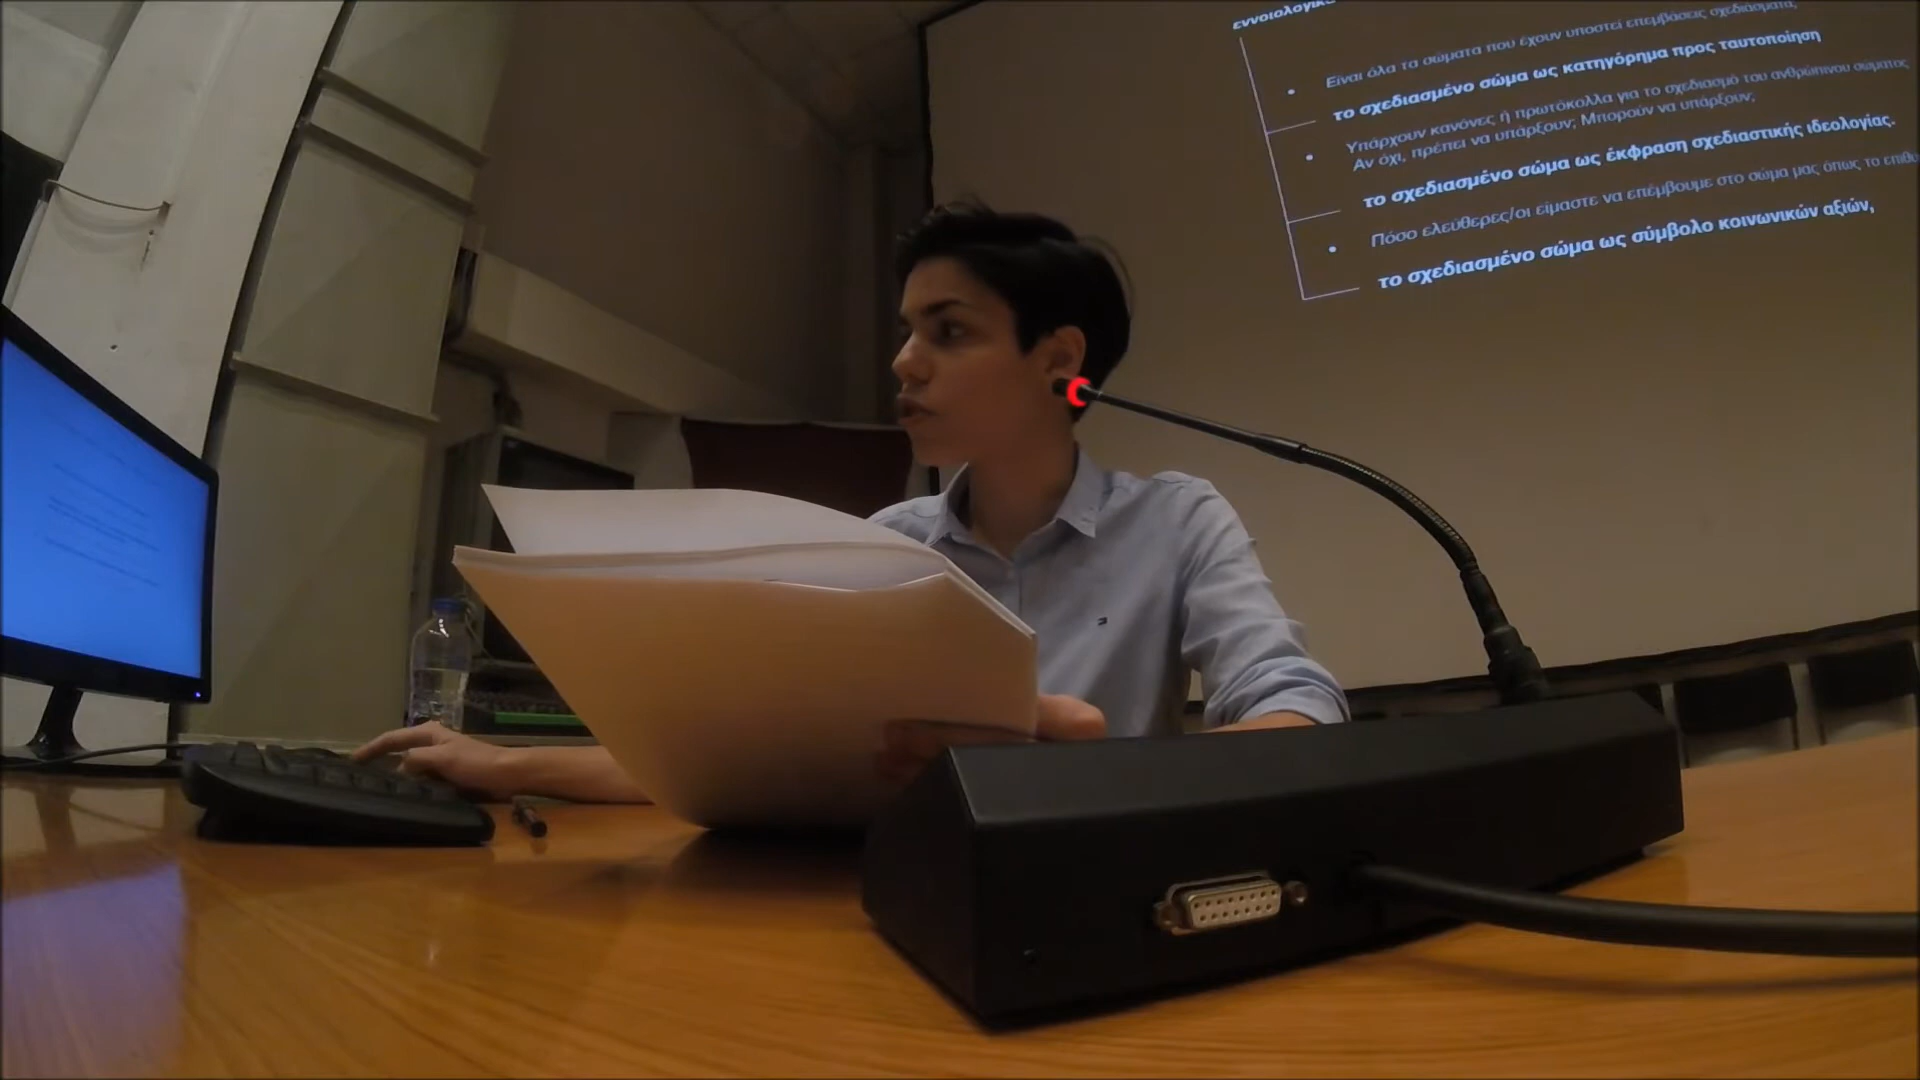 Είναι όλα τα σώματα που έχουν υποστεί επεμβάσεις σχεδιάσματα;
το σχεδιασμένο σώμα ως κατηγόρημα προς ταυτοποίηση
Υπάρχουν κανόνες ή πρωτόκολλα για το σχεδιασμό του ανθρώπινου σώματος
Αν όχι, πρέπει να υπάρξουν; Μπορούν να υπάρξουν;
το σχεδιασμένο σώμα ως έκφραση σχεδιαστικής ιδεολογίας.
Πόσο ελεύθερες/οι είμαστε να επέμβουμε στο σώμα μας όπως το
το σχεδιασμένο σώμα ως σύμβολο κοινωνικών αξιών,